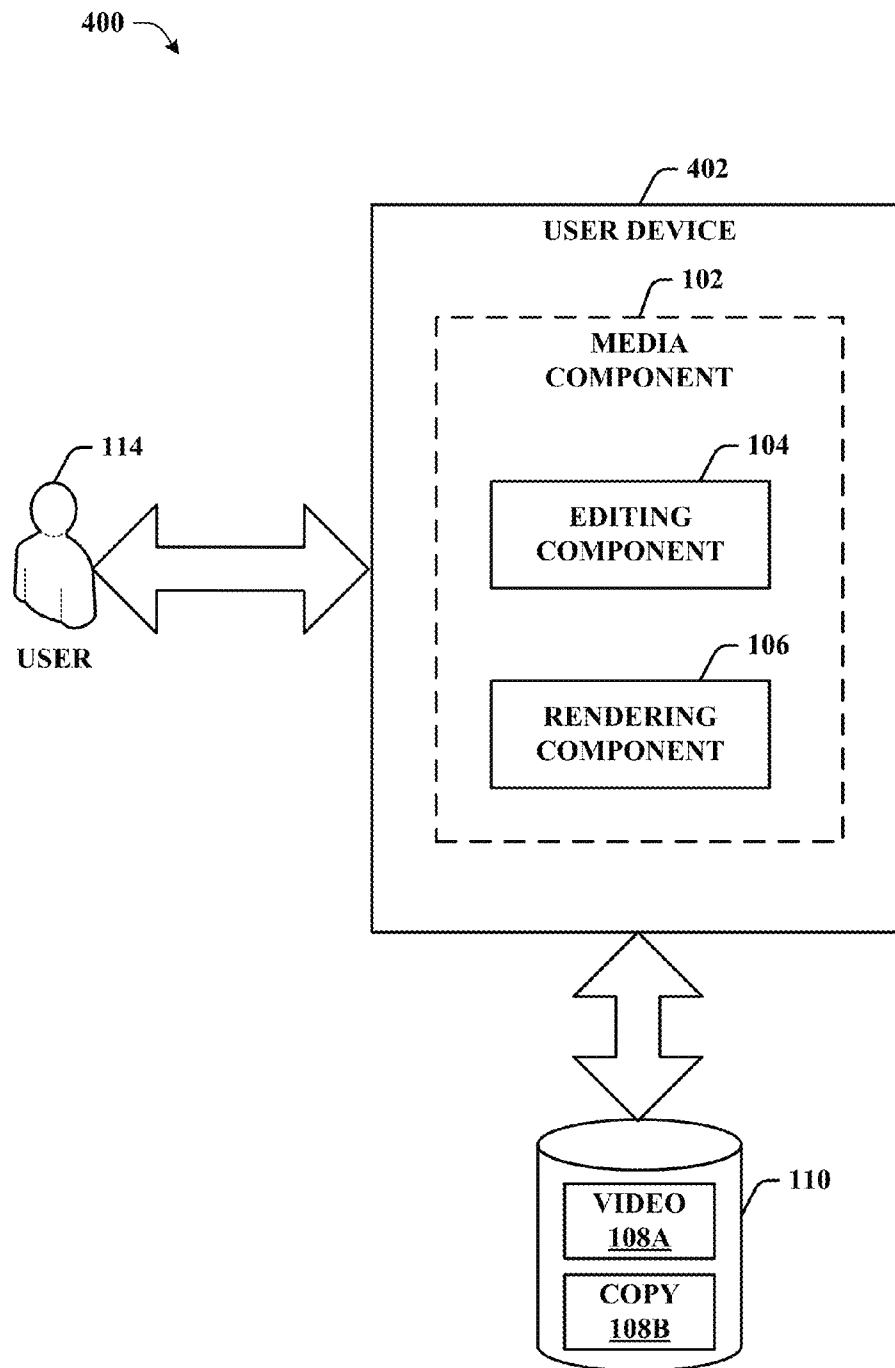 400
402
USER DEVICE
102
MEDIA
COMPONENT
114
104
EDITING
COMPONENT
USER
106
RENDERING
COMPONENT
110
VIDEO
108A
COPY
108B